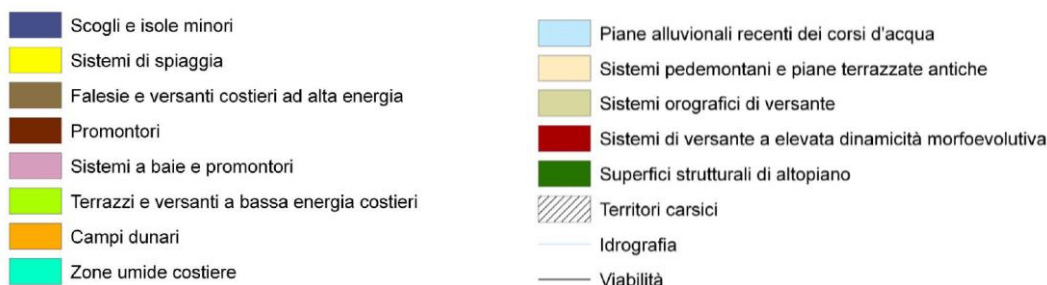 Scogli e isole minori
Sistemi di spiaggia
Falesie e versanti costieri ad alta energia
Promontori
Sistemi a baie e promontori
Terrazzi e versanti a bassa energia costieri
Campi dunari
Zone umide costiere
Piane alluvionali recenti dei corsi d'acqua
Sistemi pedemontani e piane terrazzate antiche
Sistemi orografici di versante
Sistemi di versante a elevata dinamicità morfoevolutiva
Superfici strutturali di altopiano
Territori carsici
Idrografia
Viabilità